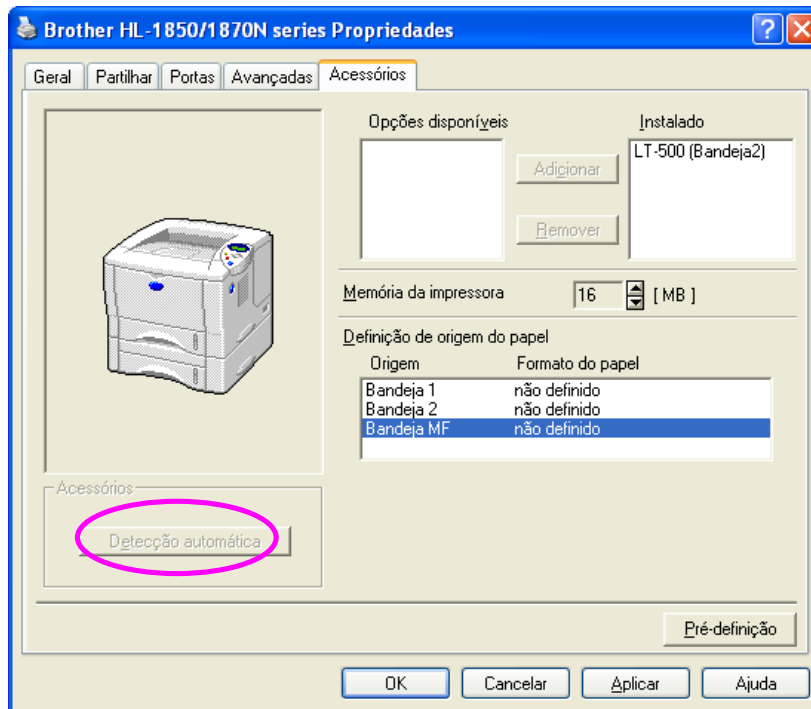 Brother HL-1850/1870N series Propriedades
Geral Partilhar Portas Avançadas Acessórios
Opções disponíveis
Instalado
LT-500 (Bandeja2)
Adicionar
Remover
Memória da impressora 16 [ MB ]
Definição de origem do papel
Origem Formato do papel
Bandeja 1 não definido
Bandeja 2 não definido
Bandeja MF não definido
Acessórios
Detecção automática
Pré-definição
OK Cancelar Aplicar Ajuda